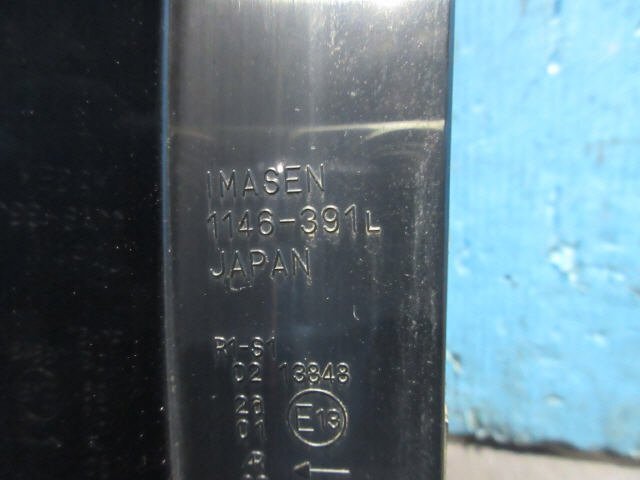 IMASEN
1146-391L
JAPAN
R1-S1
02 13848
26
01
E13